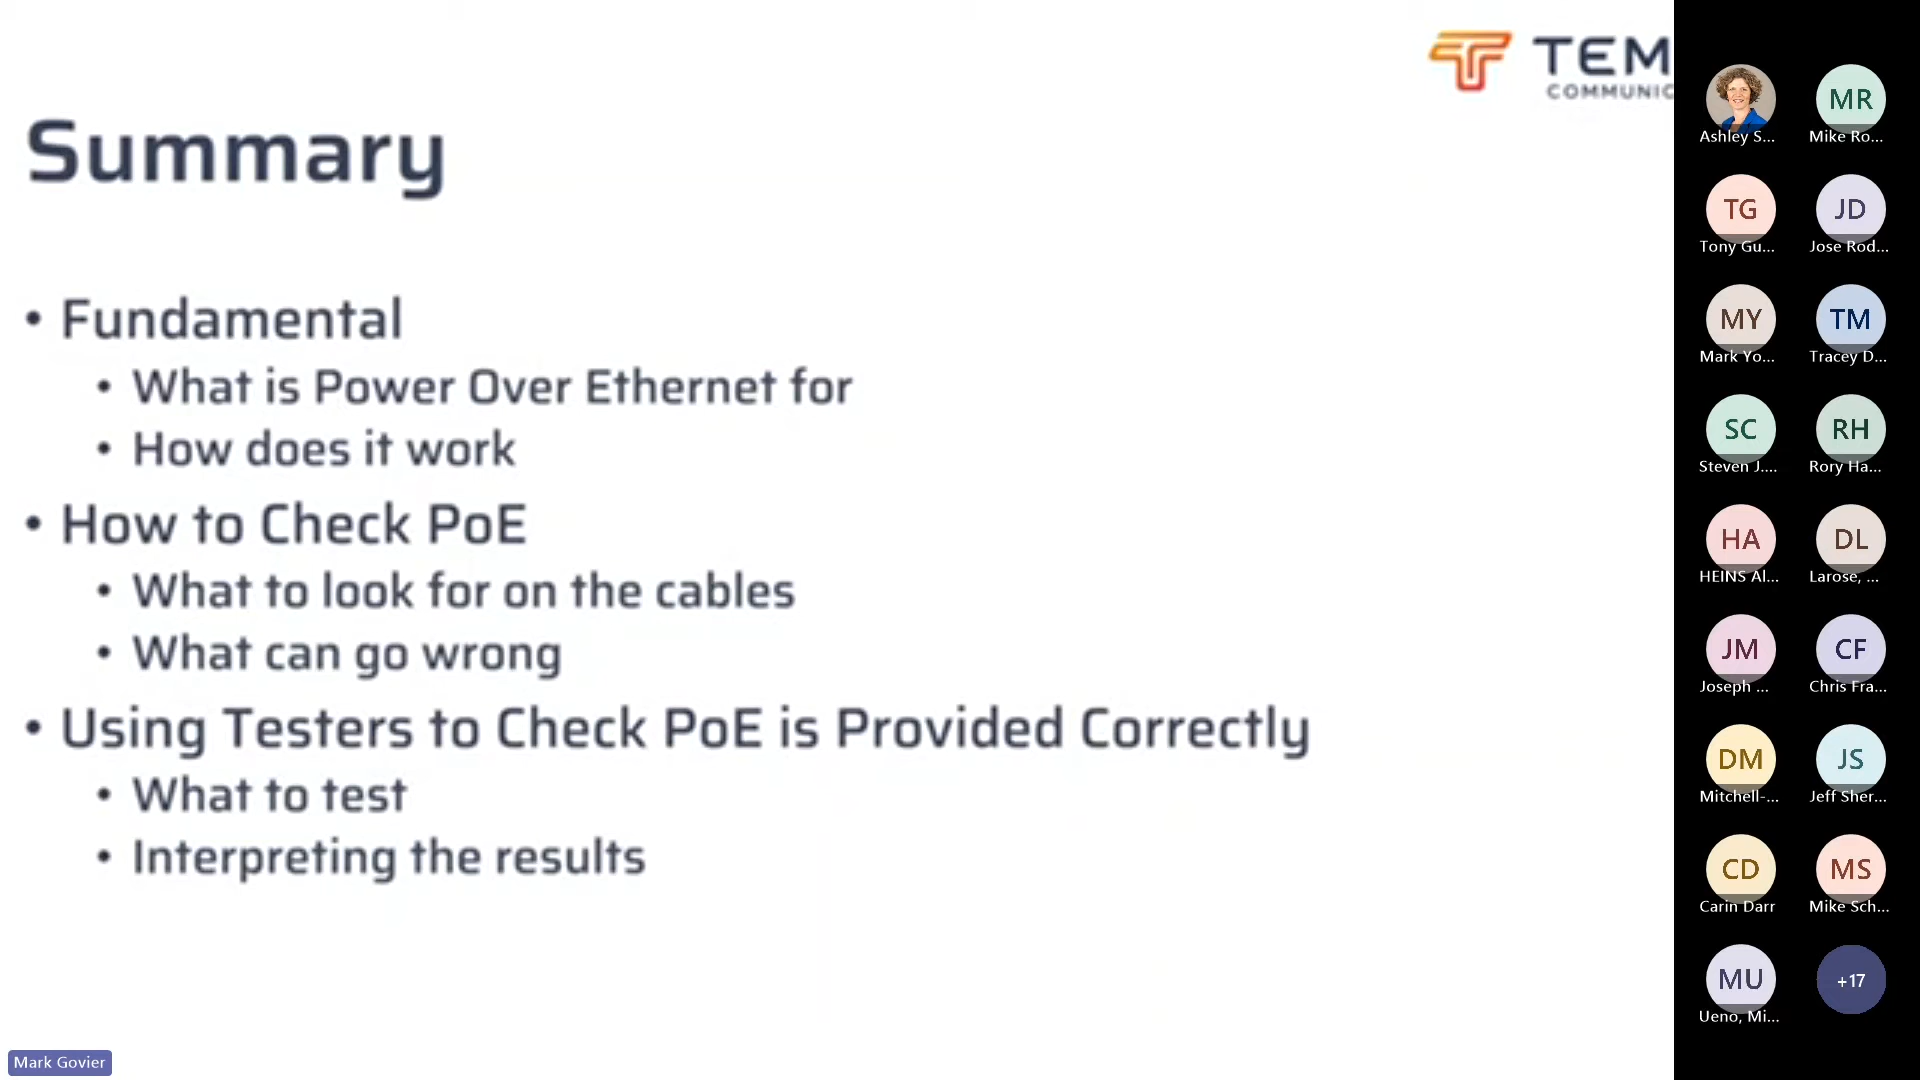 TEM
COMMUNIC
Summary
• Fundamental
• What is Power Over Ethernet for
• How does it work
• How to Check PoE
• What to look for on the cables
• What can go wrong
• Using Testers to Check PoE is Provided Correctly
• What to test
• Interpreting the results
Mark Govier
Ashley S...
MR
Mike Ro...
TG
Tony Gu...
JD
Jose Rod...
MY
Mark Yo...
TM
Tracey D...
SC
Steven J....
RH
Rory Ha...
HA
HEINS Al...
DL
Larose, ...
JM
Joseph ...
CF
Chris Fra...
DM
Mitchell-...
JS
Jeff Sher...
CD
Carin Darr
MS
Mike Sch...
MU
Ueno, Mi...
+17